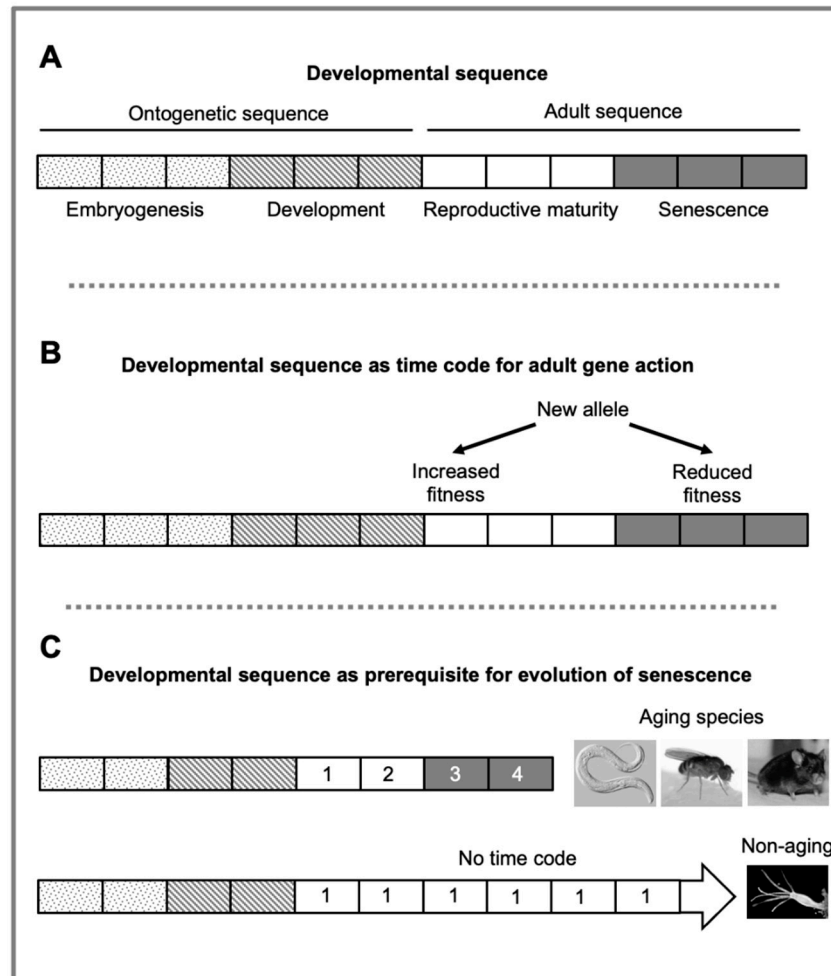 A
Developmental sequence
Ontogenetic sequence
Adult sequence
Embryogenesis
Development
Reproductive maturity
Senescence
B
Developmental sequence as time code for adult gene action
New allele
Increased
fitness
Reduced
fitness
C
Developmental sequence as prerequisite for evolution of senescence
Aging species
1 2 3 4
No time code
Non-aging
1 1 1 1 1 1